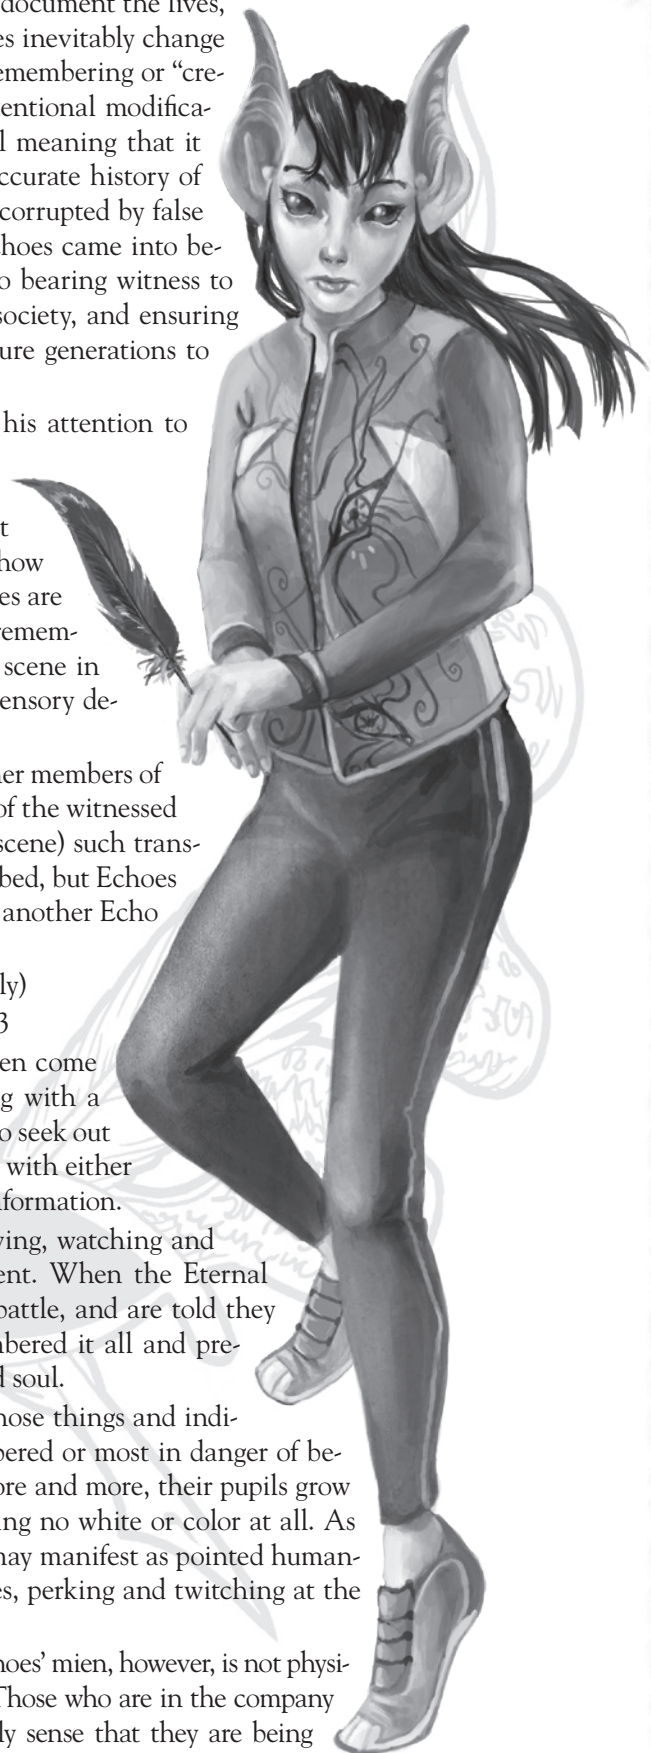 document the lives,
es inevitably change
emembering or “cre-
entional modifica-
l meaning that it
ccurate history of
corrupted by false
choes came into be-
o bearing witness to
society, and ensuring
ure generations to
his attention to
t
how
es are
remem-
scene in
ensory de-
er members of
of the witnessed
scene) such trans-
bed, but Echoes
another Echo
ly)
3
en come
g with a
o seek out
with either
formation.
ving, watching and
ent. When the Eternal
battle, and are told they
mbered it all and pre-
d soul.
hose things and indi-
bered or most in danger of be-
ore and more, their pupils grow
ing no white or color at all. As
may manifest as pointed human-
es, perking and twitching at the
hoes’ mien, however, is not physi-
Those who are in the company
ly sense that they are being